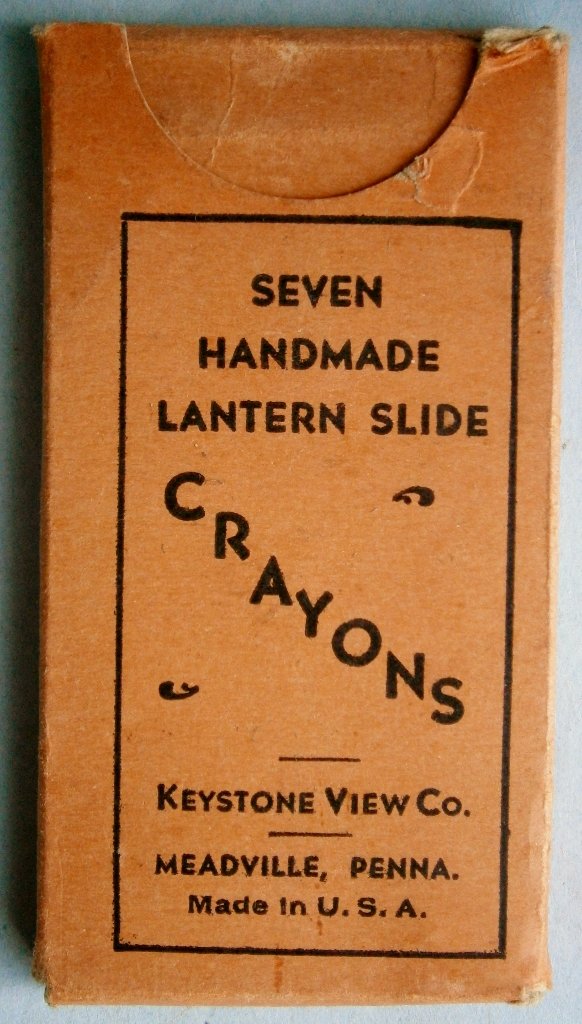 SEVEN
HANDMADE
LANTERN SLIDE
CRAYONS
KEYSTONE VIEW CO.
MEADVILLE, PENNA.
Made in U. S. A.